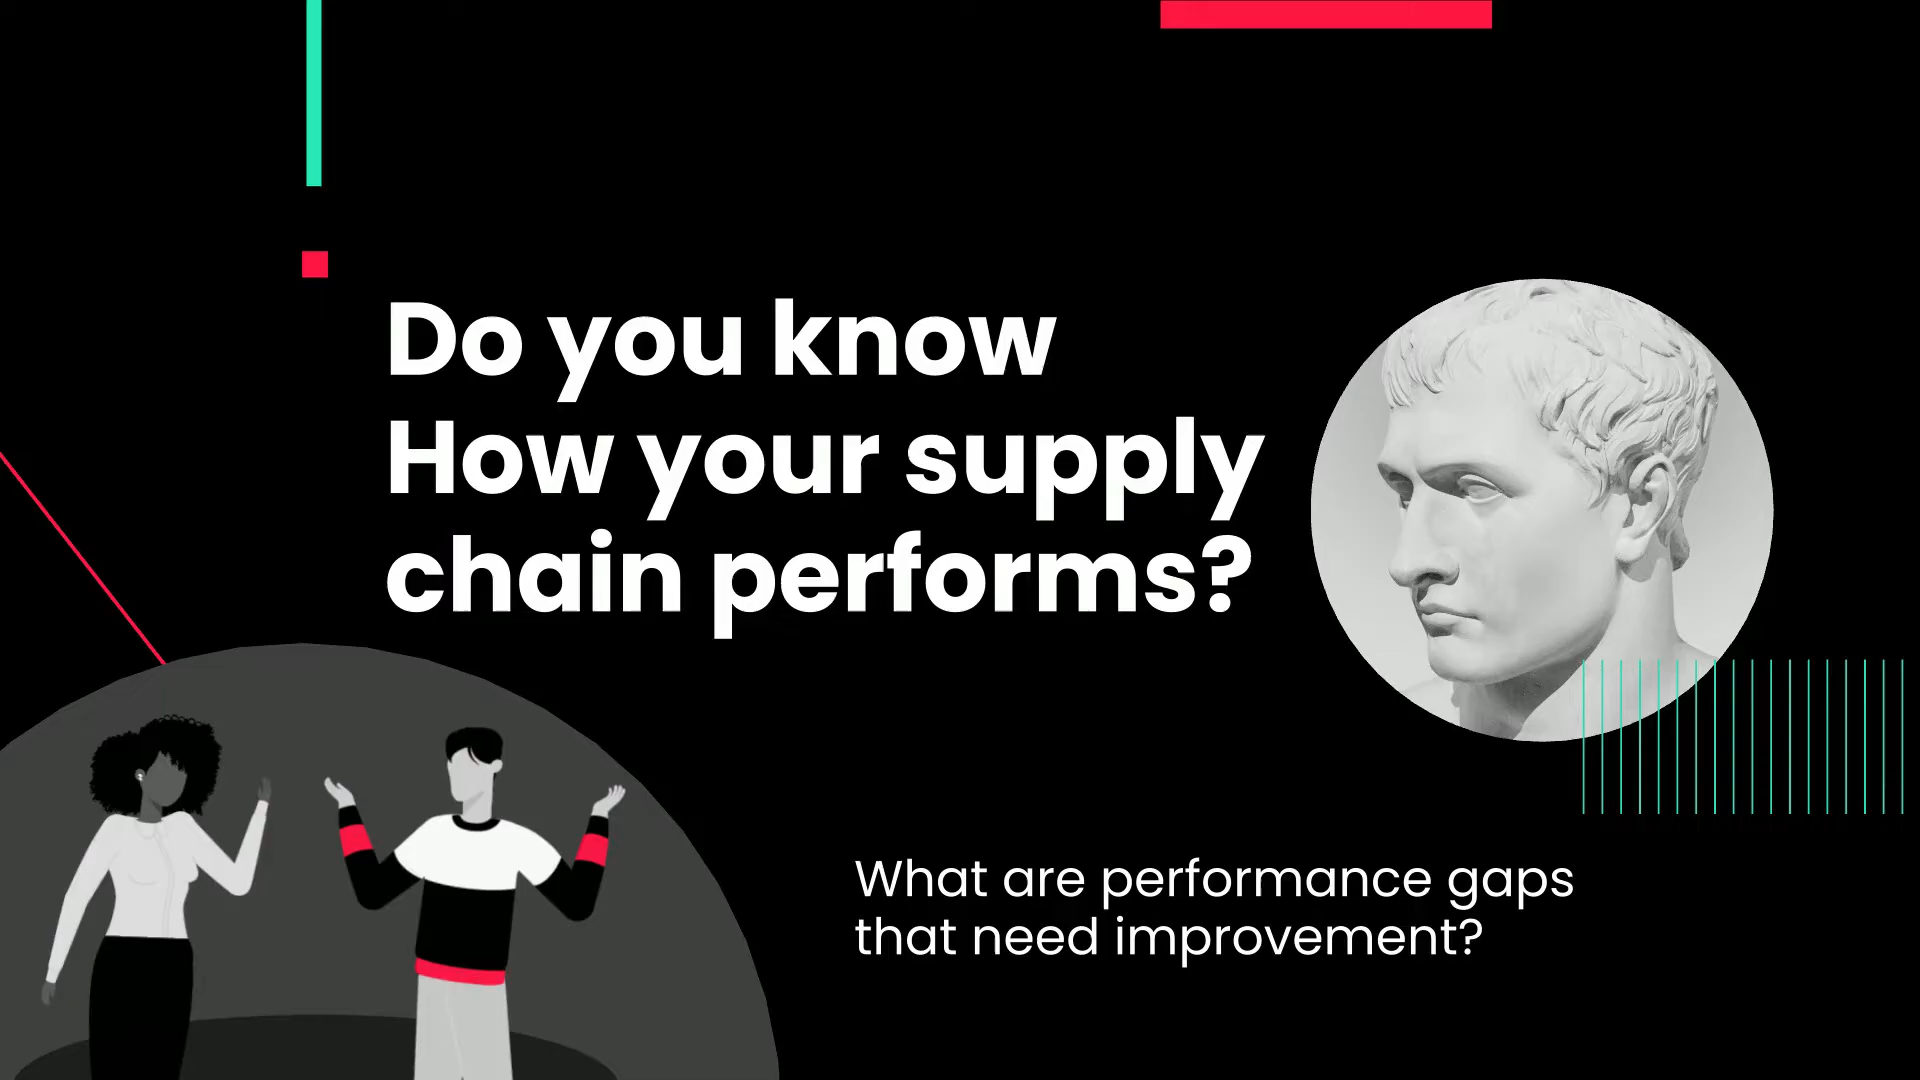 Do you know
How your supply
chain performs?
What are performance gaps
that need improvement?